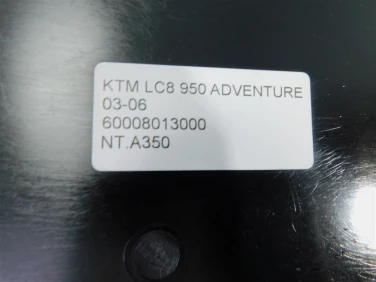 KTM LC8 950 ADVENTURE
03-06
60008013000
NT.A350